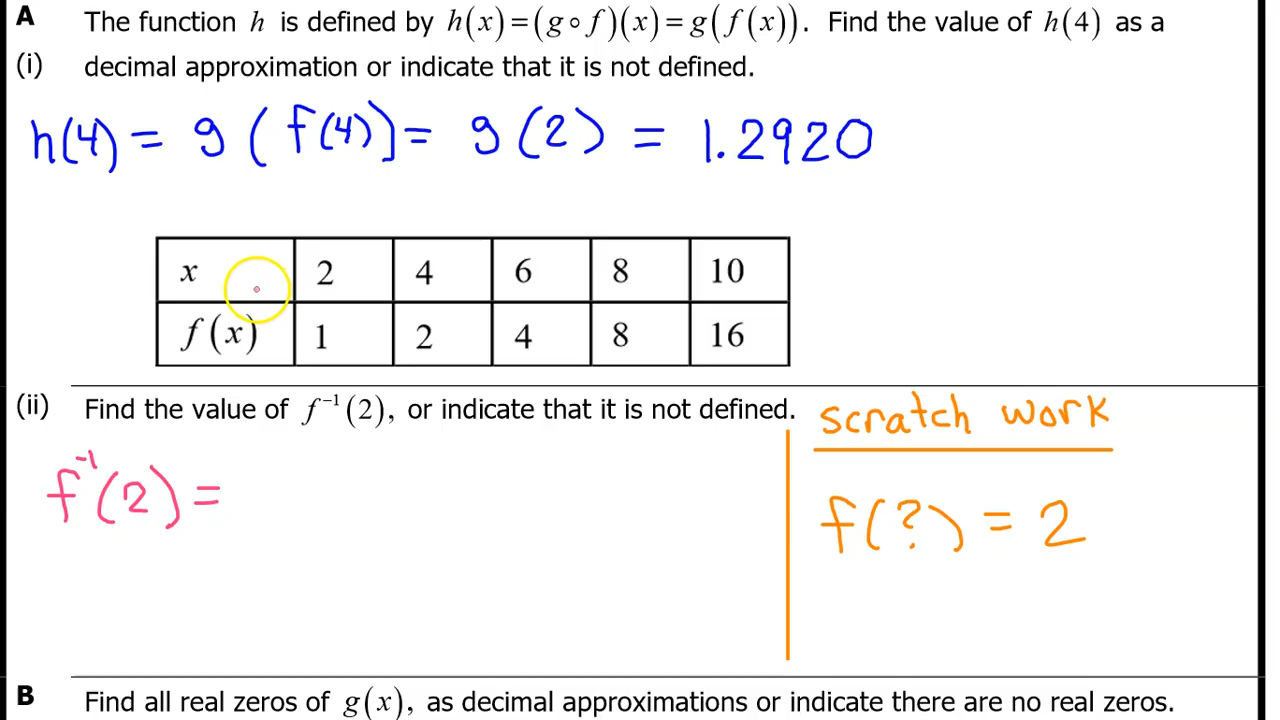 A The function h is defined by h(x)=(g∘f)(x)=g(f(x)). Find the value of h(4) as a
(i) decimal approximation or indicate that it is not defined.
h(4) = g ( f(4)] = g (2) = 1.2920
x 2 4 6 8 10
f(x) 1 2 4 8 16
(ii) Find the value of f⁻¹(2), or indicate that it is not defined.
scratch work
f⁻¹(2) =
f(?) = 2
B Find all real zeros of g(x), as decimal approximations or indicate there are no real zeros.